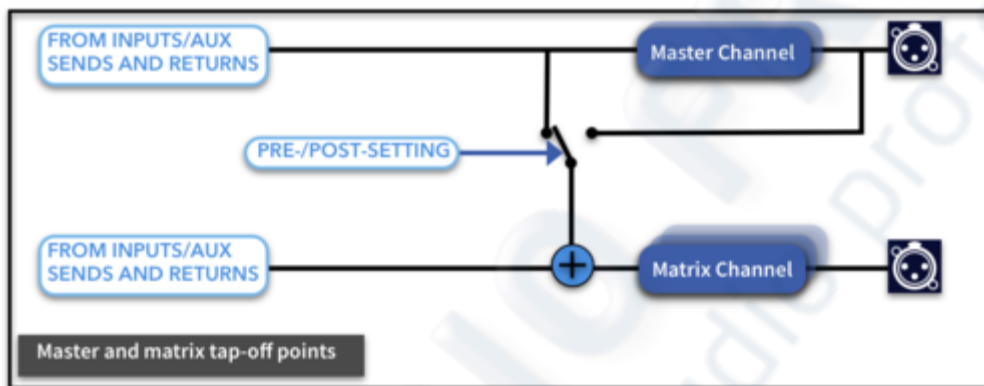 FROM INPUTS/AUX
SENDS AND RETURNS
Master Channel
PRE-/POST-SETTING
FROM INPUTS/AUX
SENDS AND RETURNS
Matrix Channel
Master and matrix tap-off points